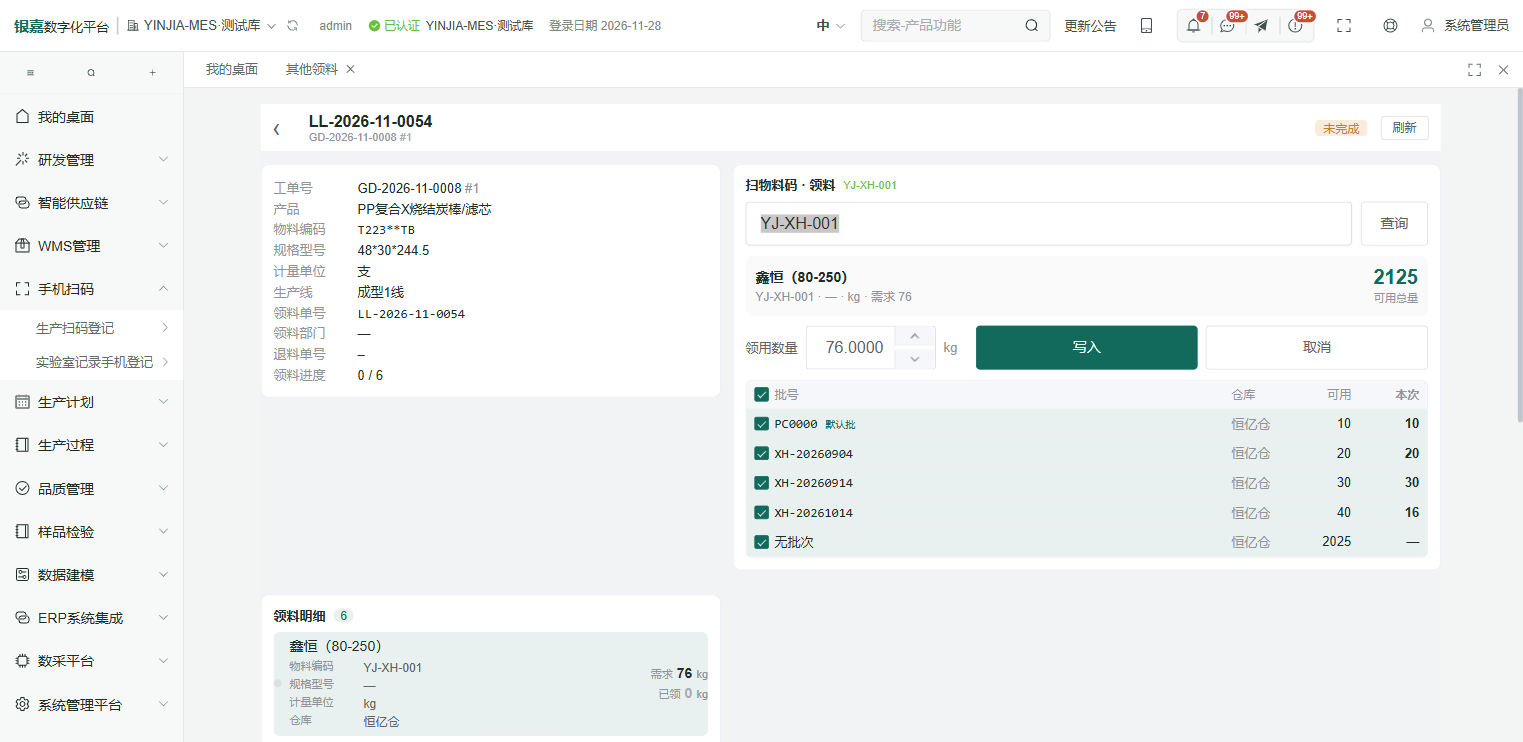 银嘉数字化平台 YINJIA-MES·测试库 admin 已认证 YINJIA-MES·测试库 登录日期 2026-11-28 中 搜索-产品功能 更新公告 7 99+ 99+ 系统管理员
我的桌面 其他领料
我的桌面
研发管理
智能供应链
WMS管理
手机扫码
生产扫码登记
实验室记录手机登记
生产计划
生产过程
品质管理
样品检验
数据建模
ERP系统集成
数采平台
系统管理平台
LL-2026-11-0054
GD-2026-11-0008 #1
未完成 刷新
工单号 GD-2026-11-0008 #1
产品 PP复合X烧结炭棒/滤芯
物料编码 T223**TB
规格型号 48*30*244.5
计量单位 支
生产线 成型1线
领料单号 LL-2026-11-0054
领料部门 —
退料单号 –
领料进度 0 / 6
扫物料码 · 领料 YJ-XH-001
YJ-XH-001 查询
鑫恒（80-250） 2125
YJ-XH-001 · — · kg · 需求 76 可用总量
领用数量 76.0000 kg 写入 取消
批号 仓库 可用 本次
PC0000 默认批 恒亿仓 10 10
XH-20260904 恒亿仓 20 20
XH-20260914 恒亿仓 30 30
XH-20261014 恒亿仓 40 16
无批次 恒亿仓 2025 —
领料明细 6
鑫恒（80-250）
物料编码 YJ-XH-001
规格型号 —
计量单位 kg
仓库 恒亿仓
需求 76 kg
已领 0 kg